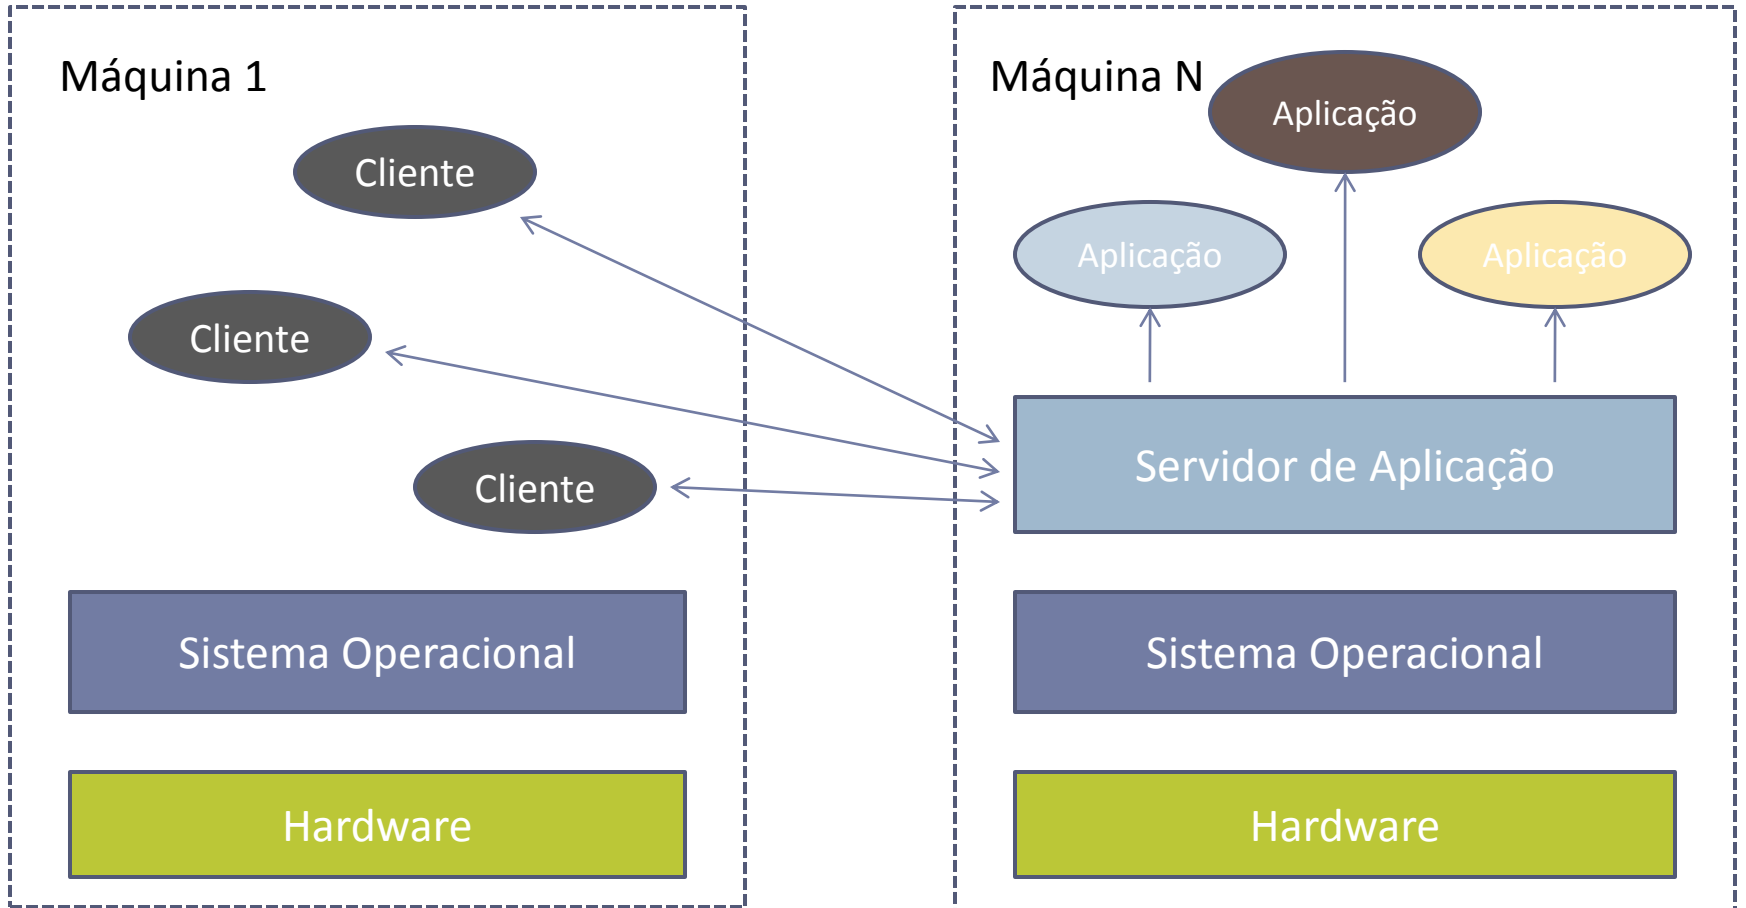 Máquina 1
Cliente
Cliente
Cliente
Sistema Operacional
Hardware
Máquina N
Aplicação
Aplicação
Aplicação
Servidor de Aplicação
Sistema Operacional
Hardware